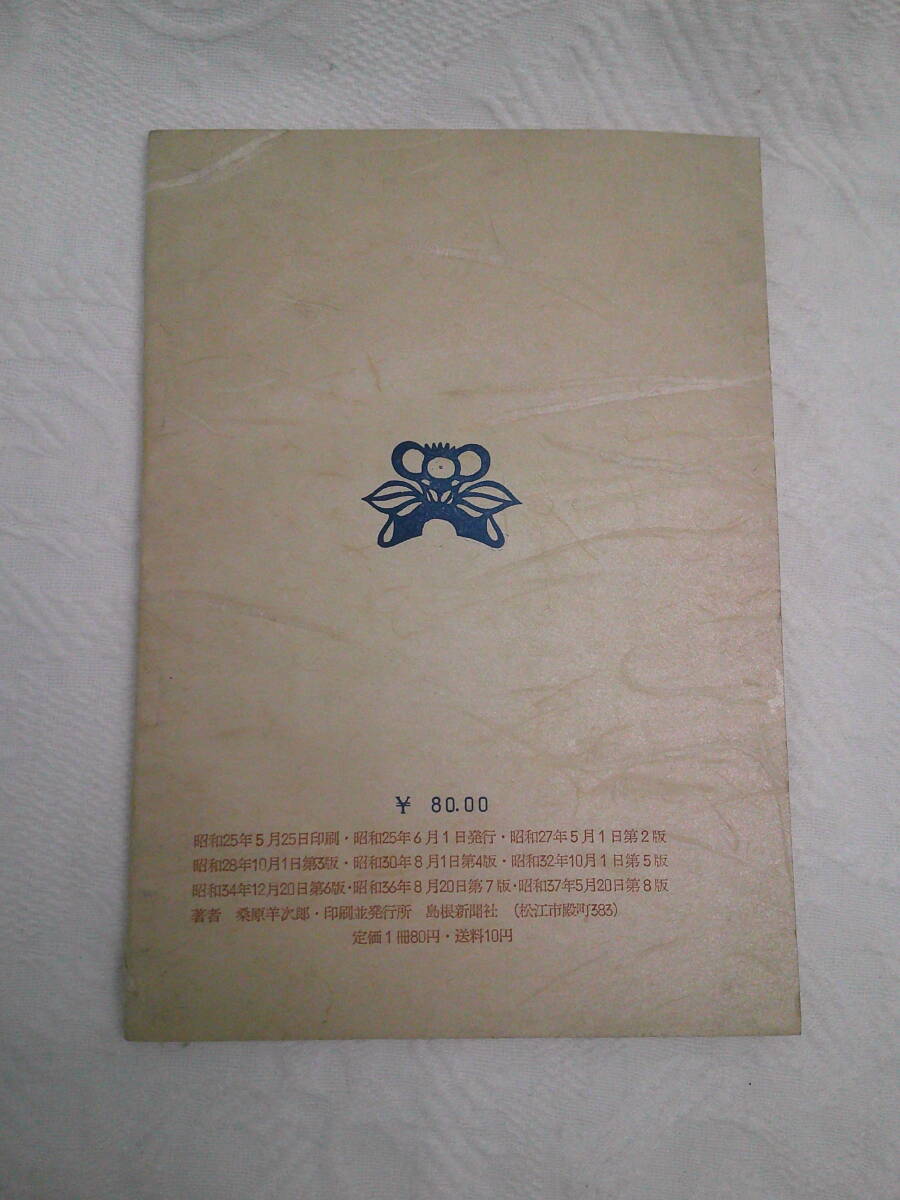 ¥ 80.00
昭和25年5月25日印刷・昭和25年6月1日発行・昭和27年5月1日第2版
昭和28年10月1日第3版・昭和30年8月1日第4版・昭和32年10月1日第5版
昭和34年12月20日第6版・昭和36年8月20日第7版・昭和37年5月20日第8版
著者 桑原羊次郎・印刷並発行所 島根新聞社 (松江市殿町383)
定価1冊80円・送料10円